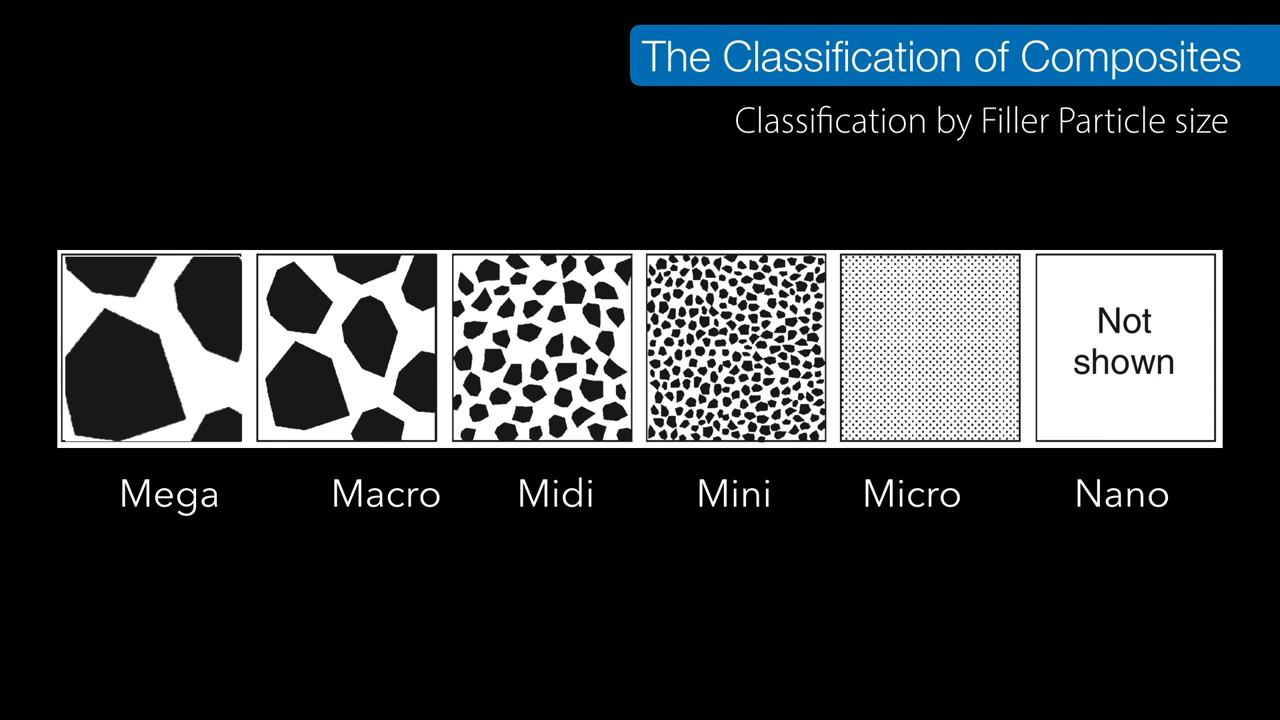 The Classification of Composites
Classification by Filler Particle size
Not
shown
Mega Macro Midi Mini Micro Nano